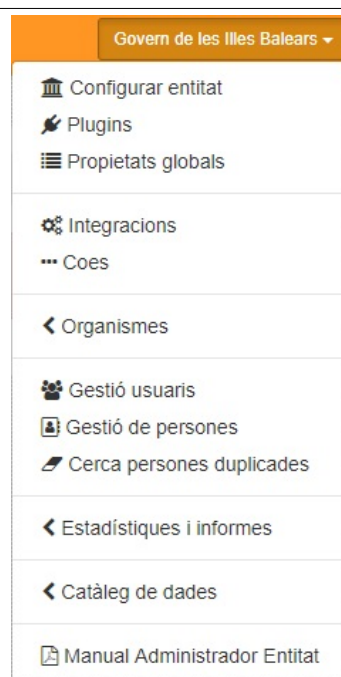 Govern de les Illes Balears
Configurar entitat
Plugins
Propietats globals
Integracions
Coes
Organismes
Gestió usuaris
Gestió de persones
Cerca persones duplicades
Estadístiques i informes
Catàleg de dades
Manual Administrador Entitat